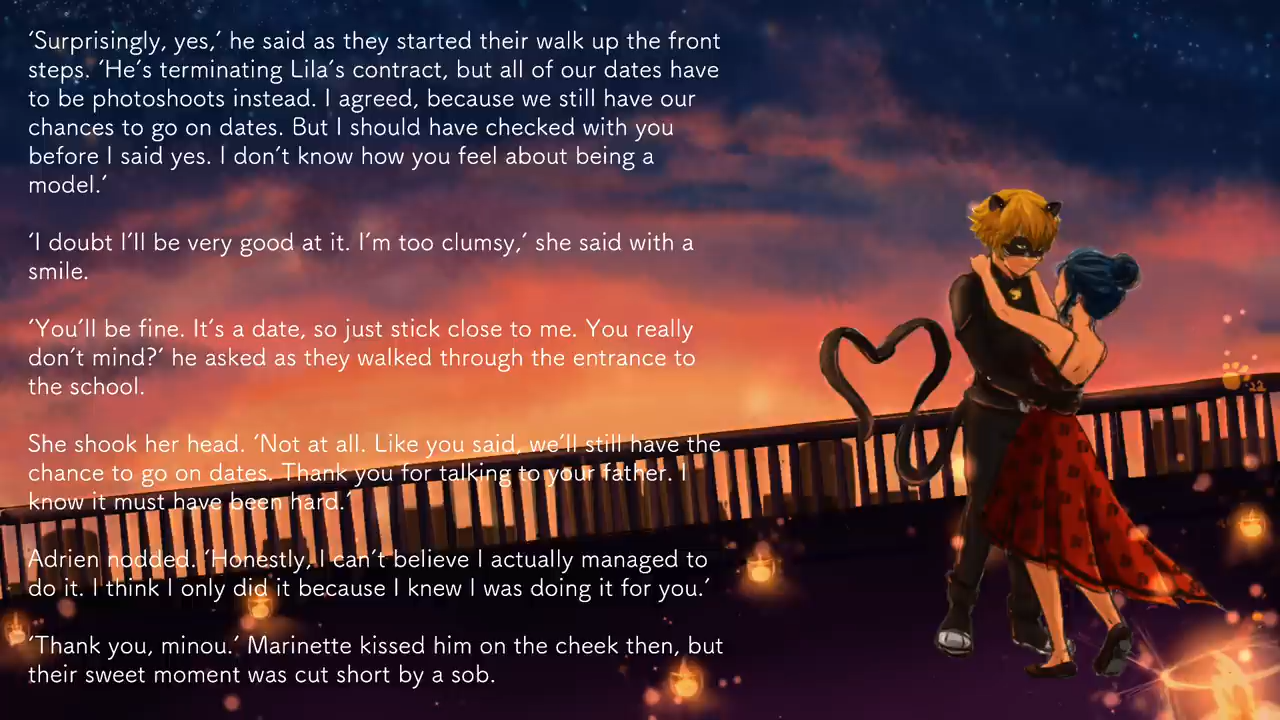 ‘Surprisingly, yes,’ he said as they started their walk up the front
steps. ‘He’s terminating Lila’s contract, but all of our dates have
to be photoshoots instead. I agreed, because we still have our
chances to go on dates. But I should have checked with you
before I said yes. I don’t know how you feel about being a
model.’
‘I doubt I’ll be very good at it. I’m too clumsy,’ she said with a
smile.
‘You’ll be fine. It’s a date, so just stick close to me. You really
don’t mind?’ he asked as they walked through the entrance to
the school.
She shook her head. ‘Not at all. Like you said, we’ll still have the
chance to go on dates. Thank you for talking to your father. I
know it must have been hard.’
Adrien nodded. ‘Honestly, I can’t believe I actually managed to
do it. I think I only did it because I knew I was doing it for you.’
‘Thank you, minou.’ Marinette kissed him on the cheek then, but
their sweet moment was cut short by a sob.